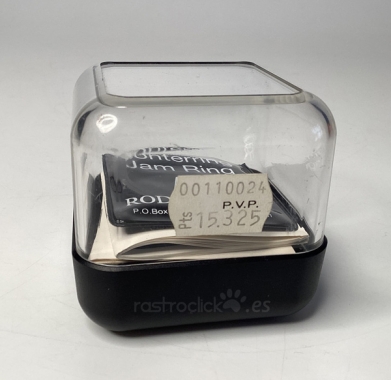 Jam Ring
ROD
P.O.Box
00110024
P.V.P.
Pts 15.325
rastroclick.es